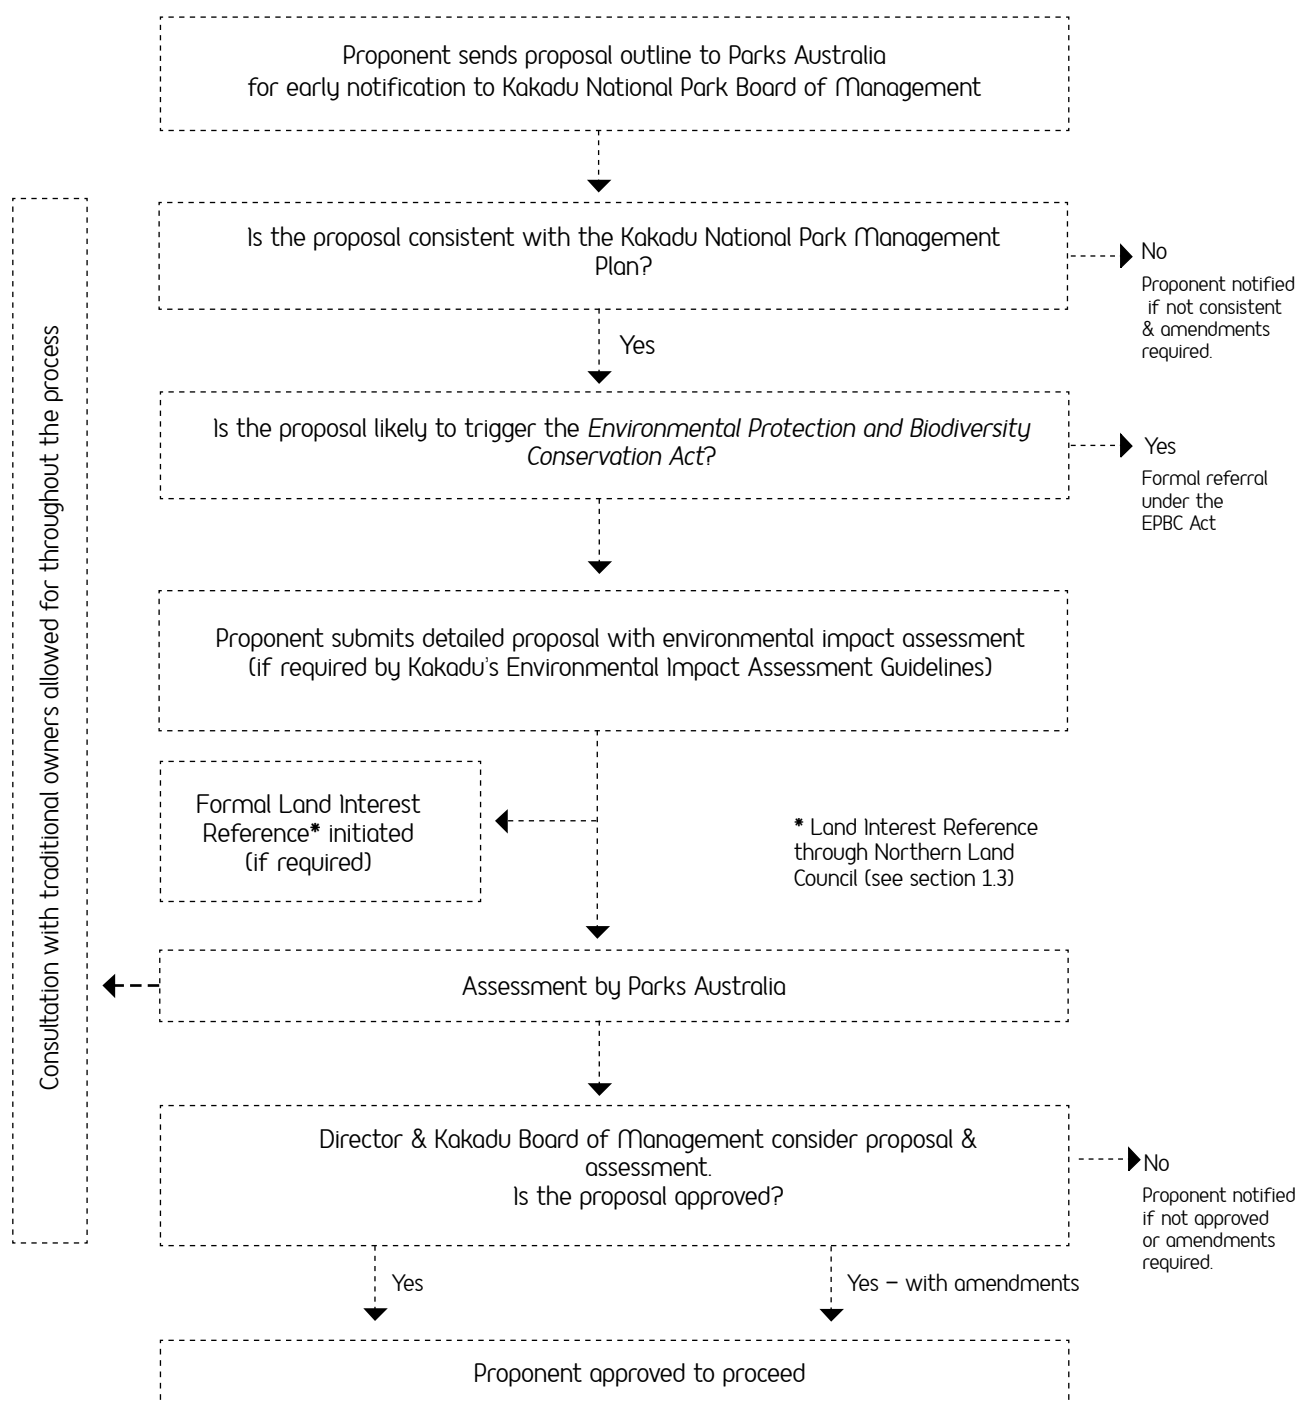 Proponent sends proposal outline to Parks Australia
for early notification to Kakadu National Park Board of Management
Consultation with traditional owners allowed for throughout the process
Is the proposal consistent with the Kakadu National Park Management
Plan?
No
Proponent notified
if not consistent
& amendments
required.
Yes
Is the proposal likely to trigger the Environmental Protection and Biodiversity
Conservation Act?
Yes
Formal referral
under the
EPBC Act
Proponent submits detailed proposal with environmental impact assessment
(if required by Kakadu's Environmental Impact Assessment Guidelines)
Formal Land Interest
Reference* initiated
(if required)
* Land Interest Reference
through Northern Land
Council (see section 1.3)
Assessment by Parks Australia
Director & Kakadu Board of Management consider proposal &
assessment.
Is the proposal approved?
No
Proponent notified
if not approved
or amendments
required.
Yes
Yes – with amendments
Proponent approved to proceed